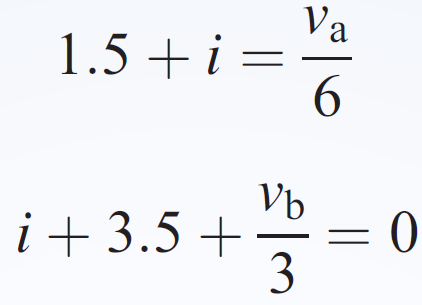 1.5 + i = v_a/6
i + 3.5 + v_b/3 = 0